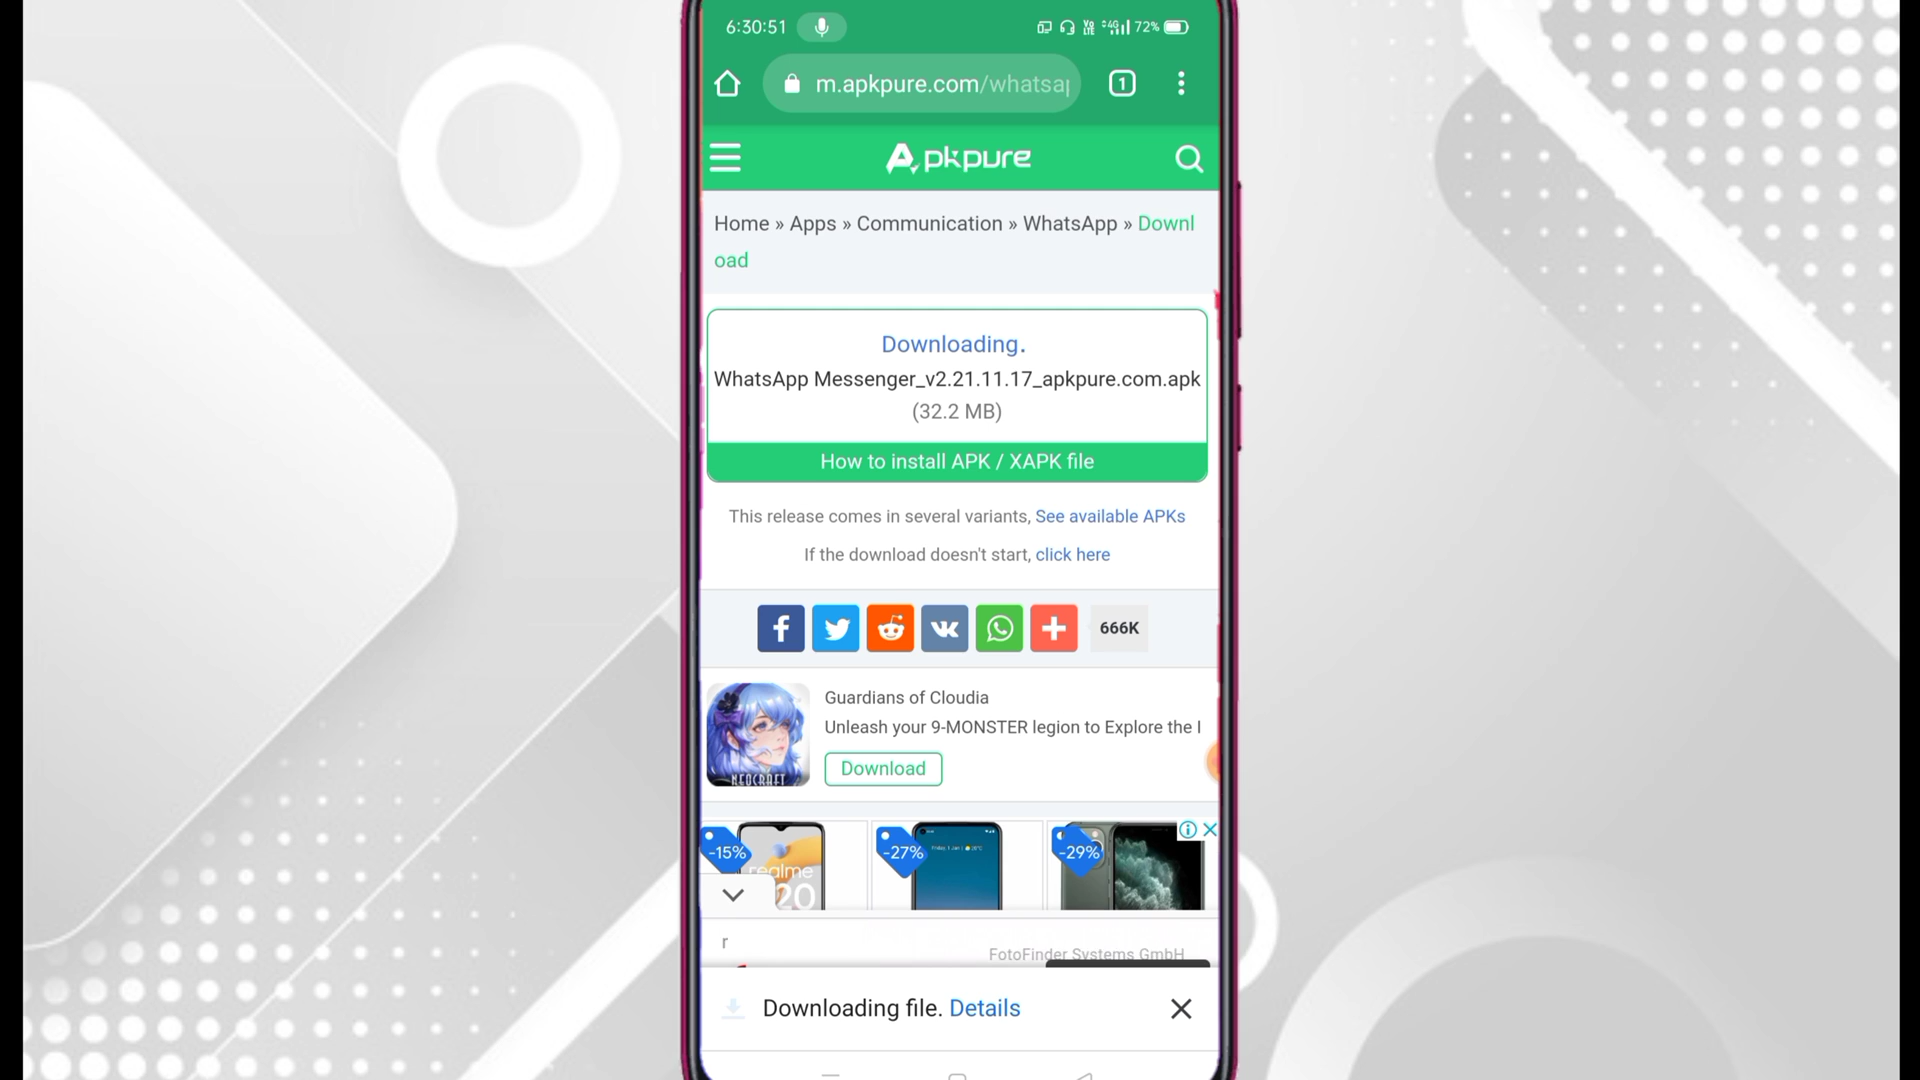 6:30:51
4G
72%
m.apkpure.com/whatsap
1
Apkpure
Home » Apps » Communication » WhatsApp » Downl
oad
Downloading.
WhatsApp Messenger_v2.21.11.17_apkpure.com.apk
(32.2 MB)
How to install APK / XAPK file
This release comes in several variants, See available APKs
If the download doesn't start, click here
666K
Guardians of Cloudia
Unleash your 9-MONSTER legion to Explore the I
NEOCRAFT
Download
-15%
-27%
-29%
realme
20
r
FotoFinder Systems GmbH
Downloading file. Details